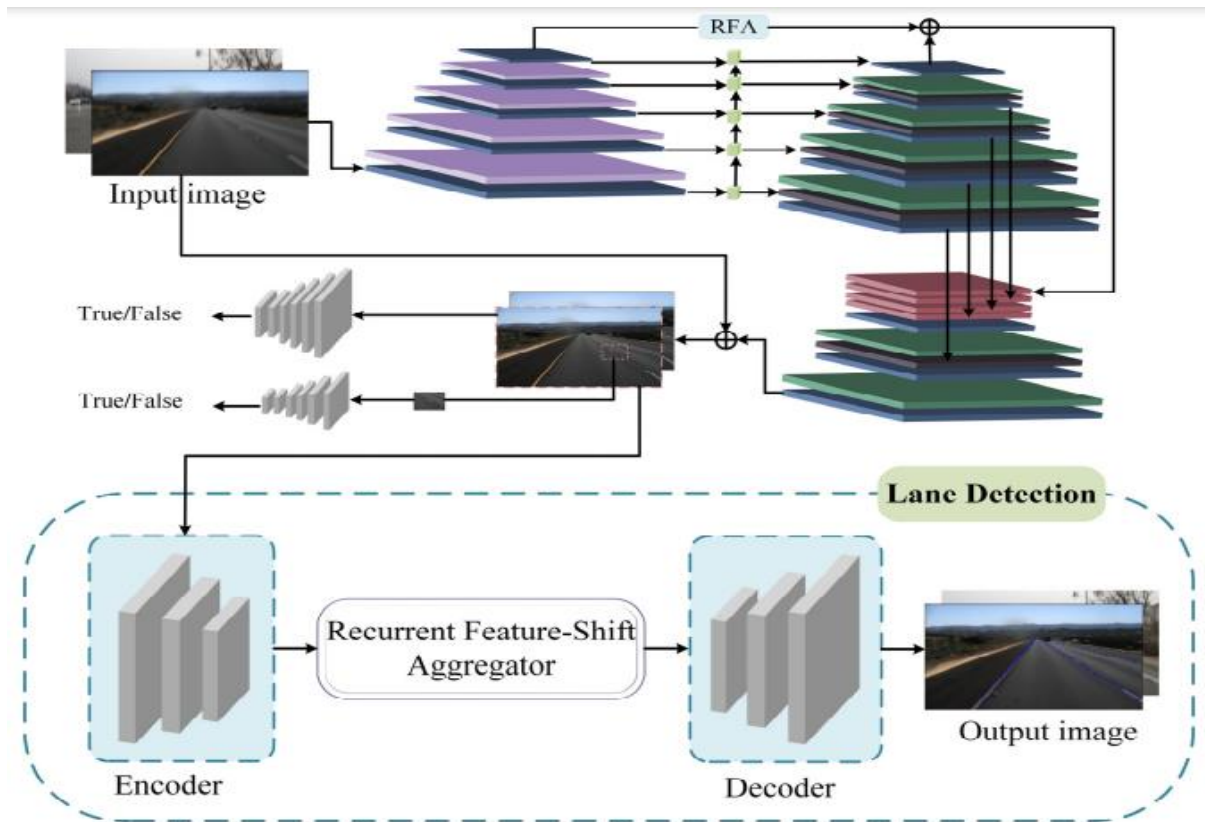 RFA
Input image
True/False
True/False
Lane Detection
Recurrent Feature-Shift
Aggregator
Output image
Encoder
Decoder